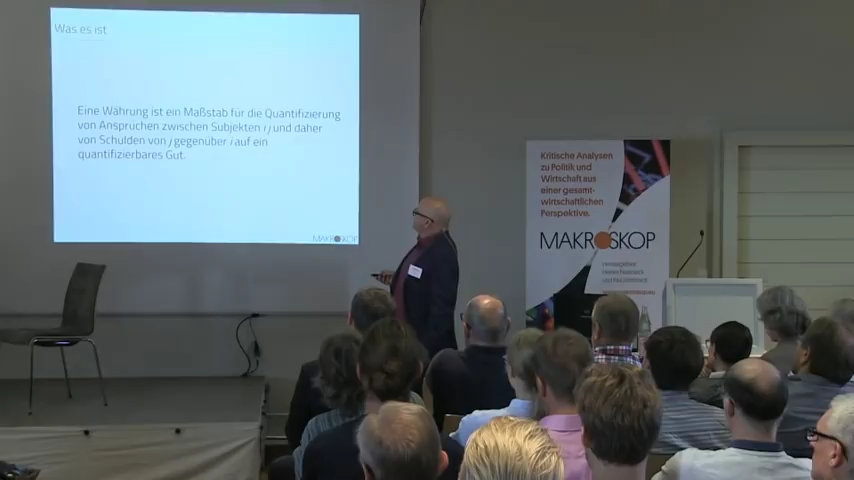 Was es ist
Eine Währung ist ein Maßstab für die Quantifizierung
von Ansprüchen zwischen Subjekten i j und daher
von Schulden von j gegenüber i auf ein
quantifizierbares Gut.
MAKROSKOP
Kritische Analysen
zu Politik und
Wirtschaft aus
einer gesamt-
wirtschaftlichen
Perspektive.
MAKROSKOP